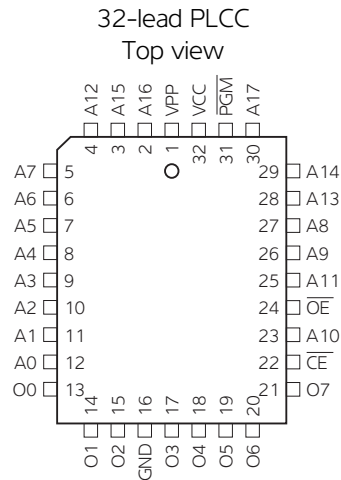 32-lead PLCC
Top view
A12 A15 A16 VPP VCC P̅G̅M̅ A17
4 3 2 1 32 31 30
A7 5 29 A14
A6 6 28 A13
A5 7 27 A8
A4 8 26 A9
A3 9 25 A11
A2 10 24 O̅E̅
A1 11 23 A10
A0 12 22 C̅E̅
O0 13 21 O7
14 15 16 17 18 19 20
O1 O2 GND O3 O4 O5 O6